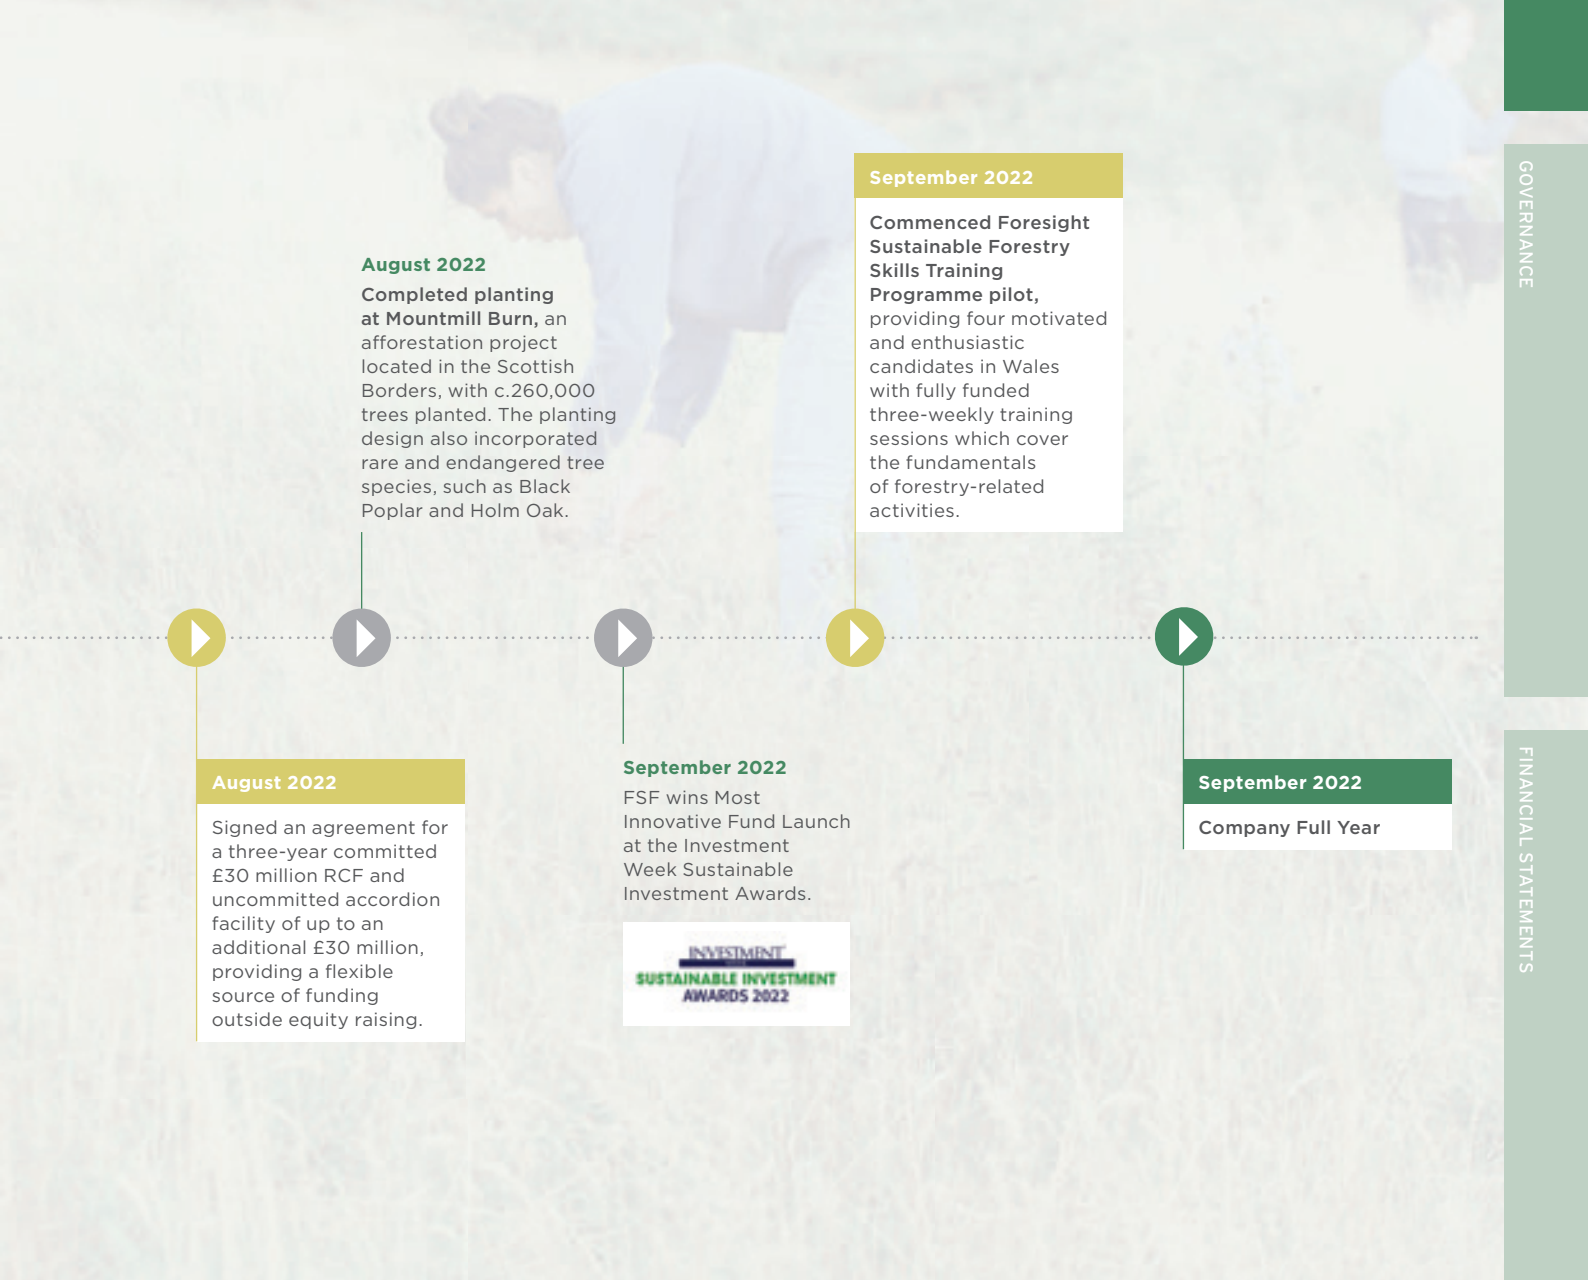 August 2022
Completed planting
at Mountmill Burn, an
afforestation project
located in the Scottish
Borders, with c.260,000
trees planted. The planting
design also incorporated
rare and endangered tree
species, such as Black
Poplar and Holm Oak.
September 2022
Commenced Foresight
Sustainable Forestry
Skills Training
Programme pilot,
providing four motivated
and enthusiastic
candidates in Wales
with fully funded
three-weekly training
sessions which cover
the fundamentals
of forestry-related
activities.
August 2022
Signed an agreement for
a three-year committed
£30 million RCF and
uncommitted accordion
facility of up to an
additional £30 million,
providing a flexible
source of funding
outside equity raising.
September 2022
FSF wins Most
Innovative Fund Launch
at the Investment
Week Sustainable
Investment Awards.
INVESTMENT
SUSTAINABLE INVESTMENT
AWARDS 2022
September 2022
Company Full Year
GOVERNANCE
FINANCIAL STATEMENTS